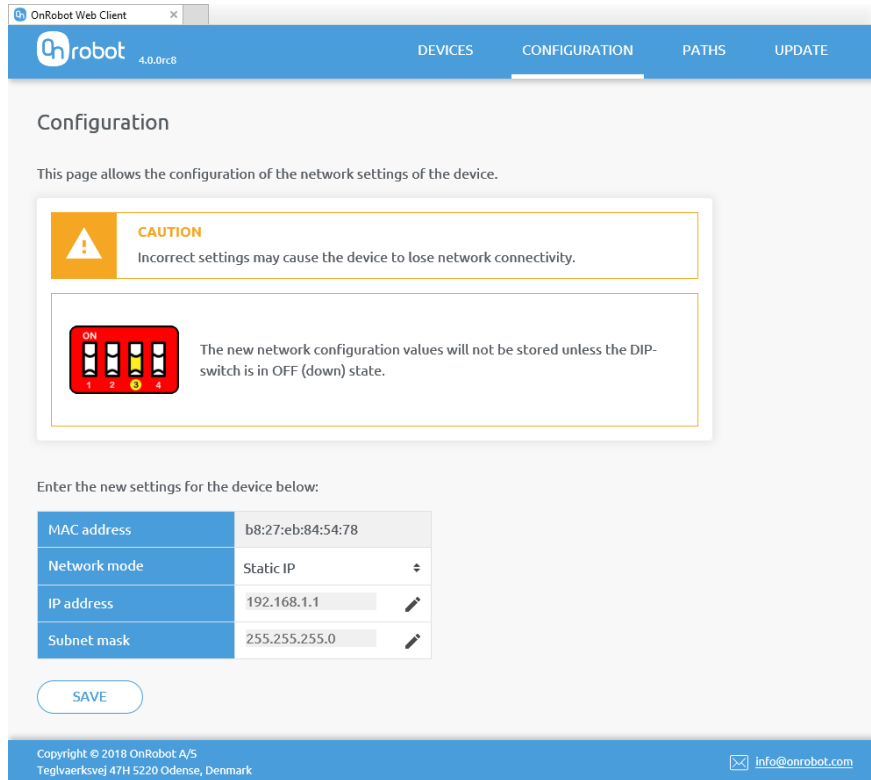 OnRobot Web Client ×
OnRobot 4.0.0rc8 DEVICES CONFIGURATION PATHS UPDATE
Configuration
This page allows the configuration of the network settings of the device.
CAUTION
Incorrect settings may cause the device to lose network connectivity.
ON
1 2 3 4
The new network configuration values will not be stored unless the DIP-
switch is in OFF (down) state.
Enter the new settings for the device below:
MAC address b8:27:eb:84:54:78
Network mode Static IP
IP address 192.168.1.1
Subnet mask 255.255.255.0
SAVE
Copyright © 2018 OnRobot A/S
Teglvaerksvej 47H 5220 Odense, Denmark
info@onrobot.com